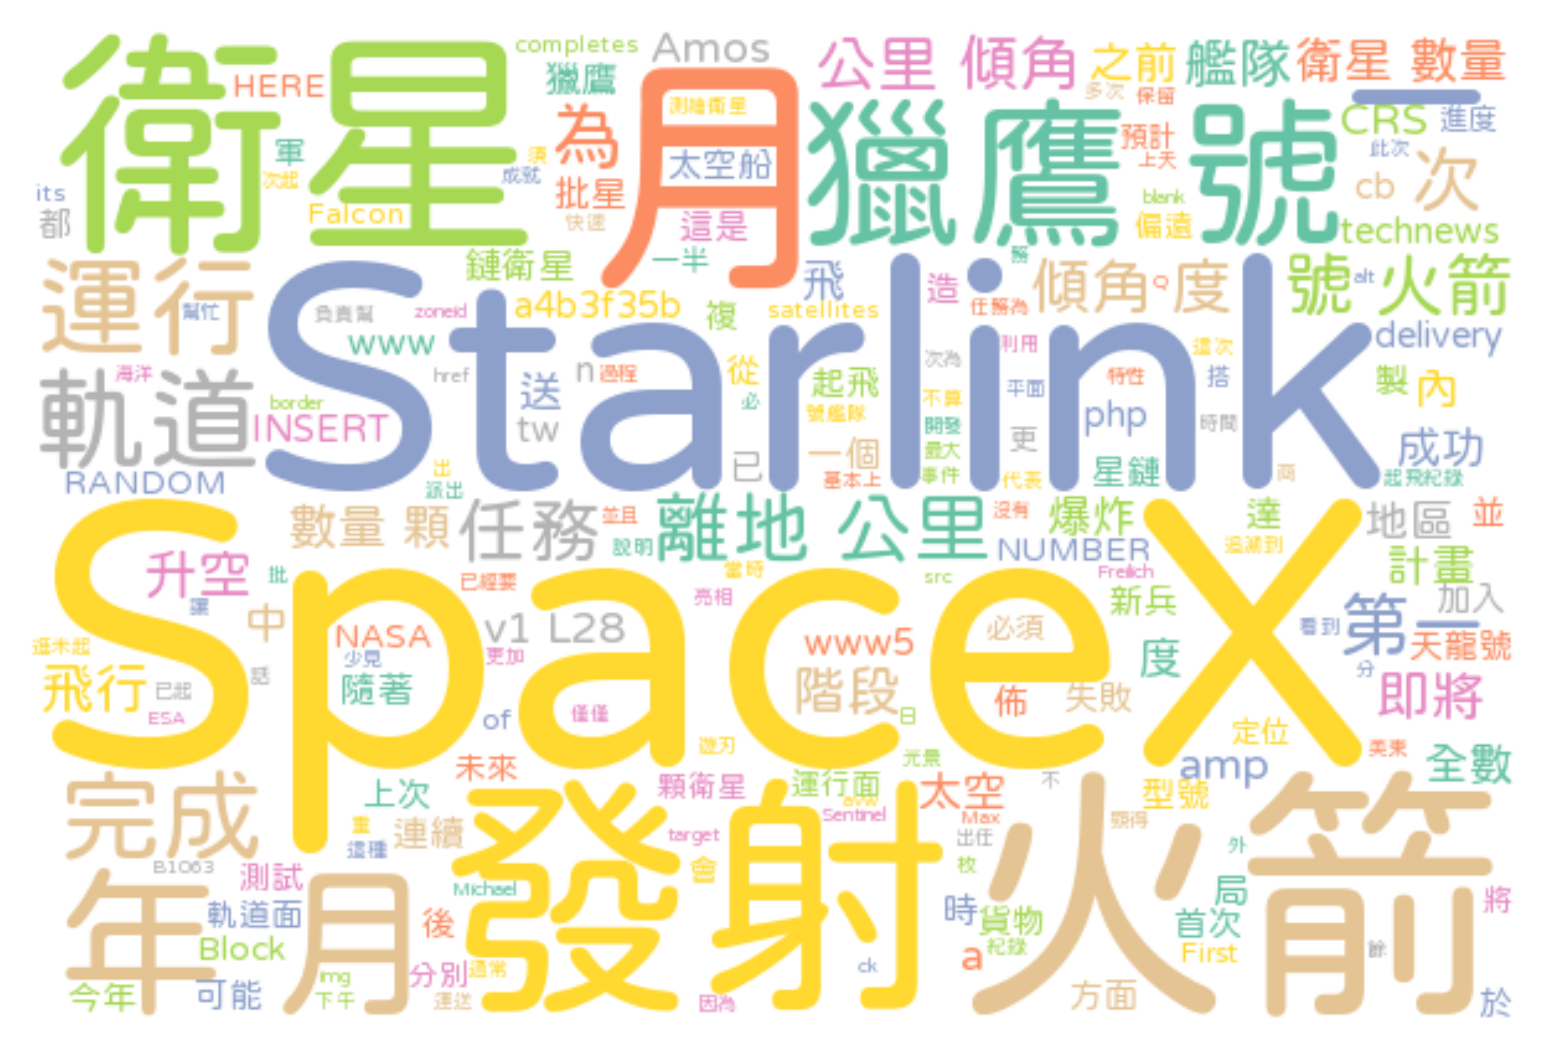 completes Amos 公里 傾角 之前 艦隊 衛星 數量
衛星 HERE 獵鷹 月 測繪衛星 多次 保留
為 獵鷹 號 CRS 進度
軍 須 太空船 預計 此次
次起 成就 批星 上天 cb 次
its 都 Falcon 快速 這是 blank 偏遠 technews
運行 鏈衛星 一半 飛 造 傾角 Q 度 號 alt 火箭
幫忙 負責幫 zoneid a4b3f35b 複 satellites 任務為
www Starlink delivery
軌道 海洋 href 送 n 過程 從 起飛 次為 利用 這次
border 必 不算 平面 特性 搭 製 內
INSERT tw 號艦隊 開發 php 時間
RANDOM 出 派出 已 一個 基本上 最大 事件 更 代表 星鏈 商 成功 起飛紀錄
數量 顆 任務 並且 說明 離地 公里 沒有 爆炸 達 地區 並
NUMBER 追溯到
升空 批 已經要 當時 src Freilich 計畫
SpaceX
讓 中 亮相 新兵 加入
NASA v1 L28 www5 必須 看到 第一 天龍號
少見 更加 度 分
飛行 已起 話 隨著 階段 佈 失敗 即將
ESA of 僅僅 日 定位
未來 光景 美東 全數
完成 上次 顆衛星 運行面 太空 不 amp 型號
重 連續 發射 Sentinel Max 顯得 火箭
這種 target 出任 外
B1063 測試 Michael 會 枚 局 將
年 月 軌道面 後 時 貨物 首次
Block 紀錄 First 餘
img 分別 通常 ck a
今年 可能 下午 運送 因為 方面 於